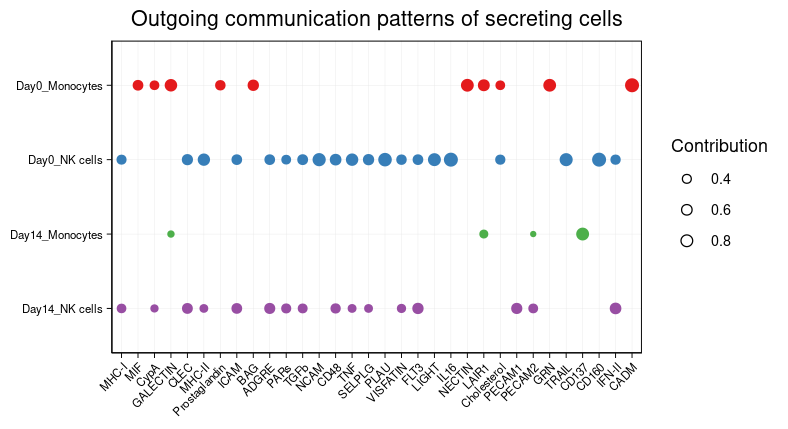 Outgoing communication patterns of secreting cells
Day0_Monocytes
Day0_NK cells
Day14_Monocytes
Day14_NK cells
MHC-I
MIF
CypA
GALECTIN
CLEC
MHC-II
Prostaglandin
ICAM
BAG
ADGRE
PARs
TGFb
NCAM
CD48
TNF
SELPLG
PLAU
VISFATIN
FLT3
LIGHT
IL16
NECTIN
LAIR1
Cholesterol
PECAM1
PECAM2
GRN
TRAIL
CD137
CD160
IFN-II
CADM
Contribution
0.4
0.6
0.8